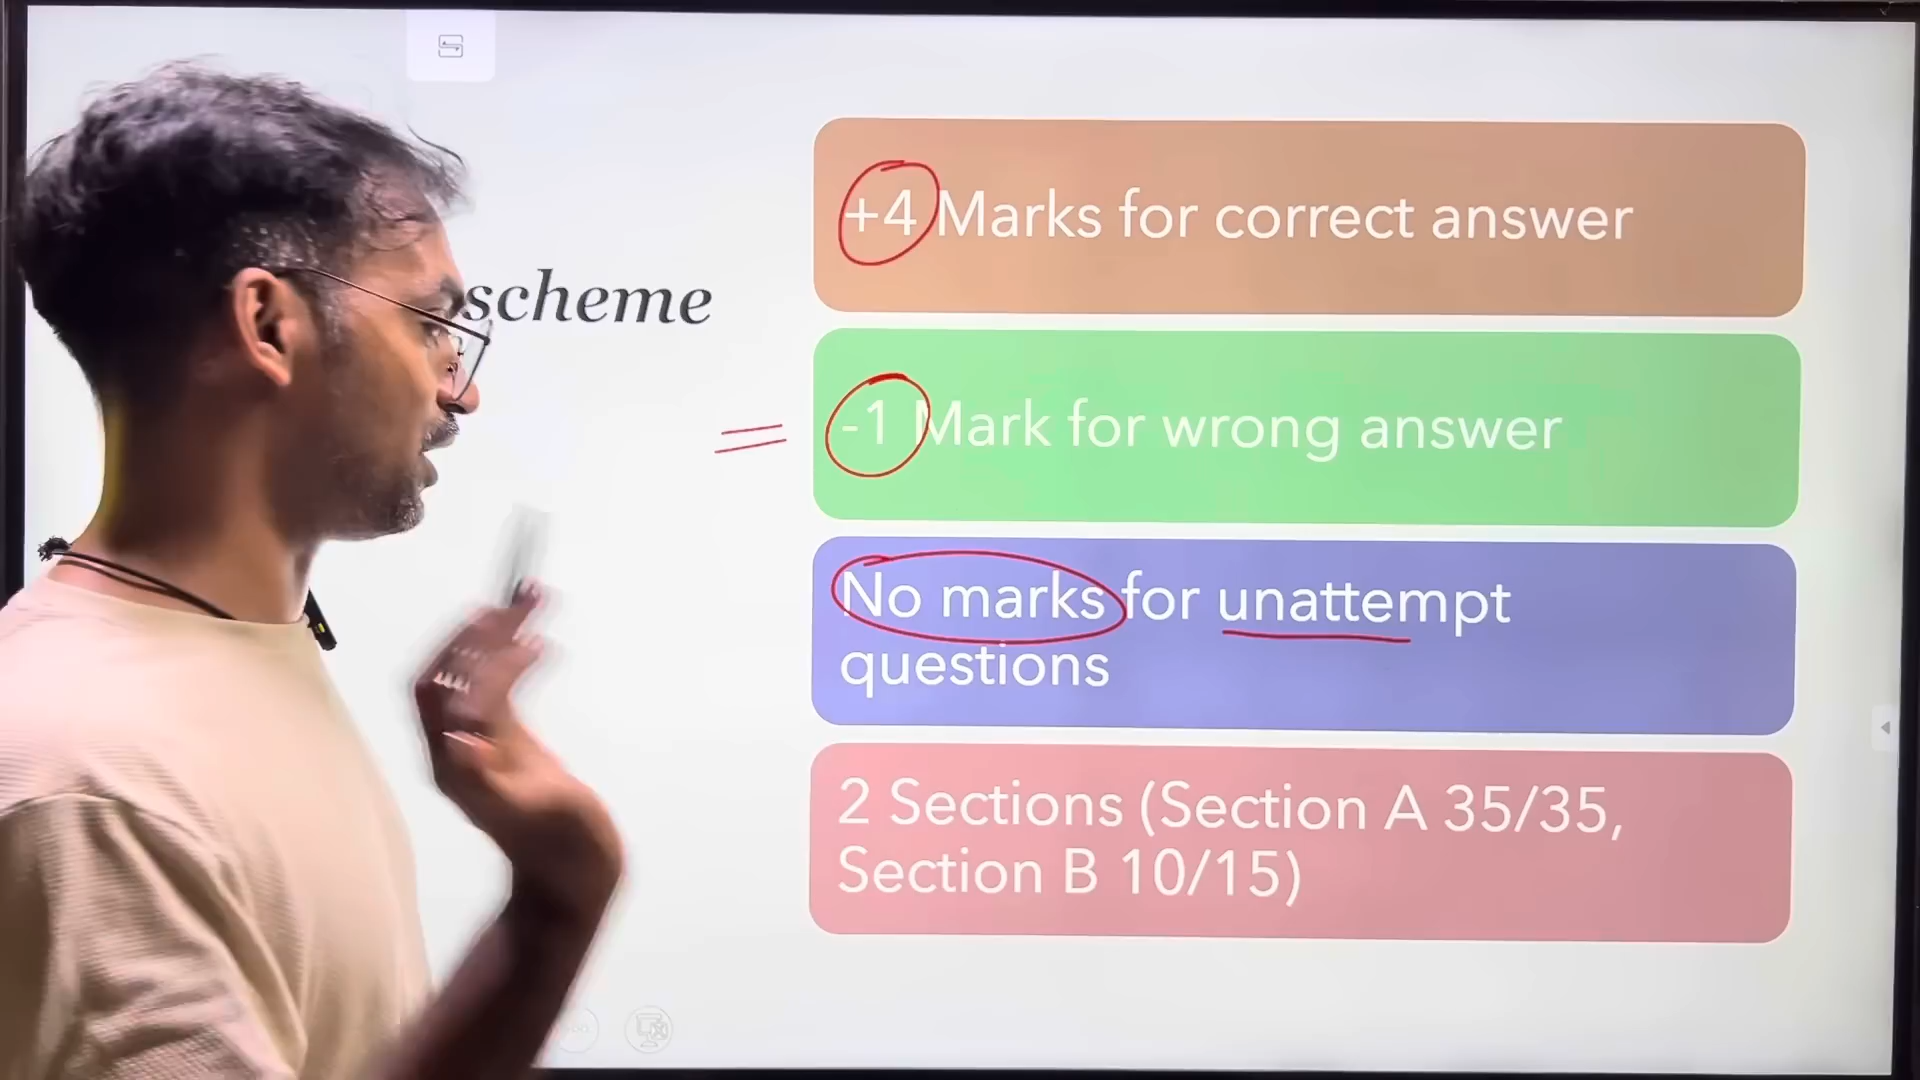 scheme
+4 Marks for correct answer
-1 Mark for wrong answer
No marks for unattempt
questions
2 Sections (Section A 35/35,
Section B 10/15)